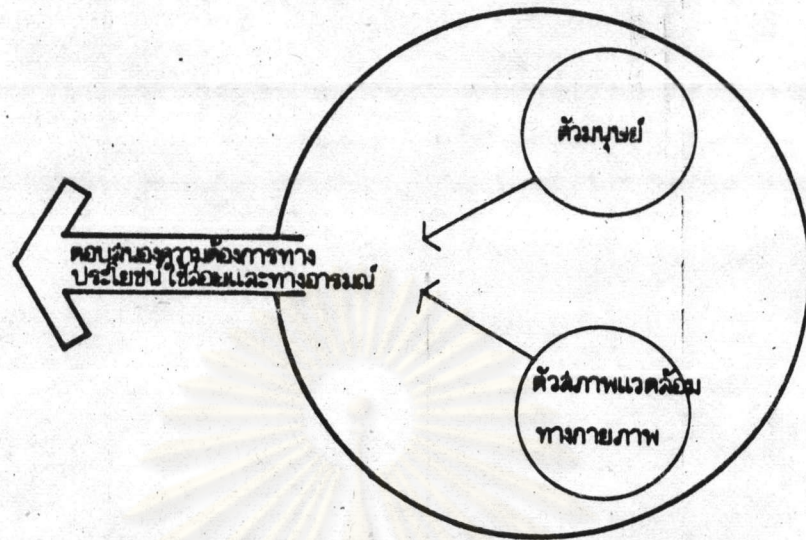 ตัวมนุษย์
ตอบสนองความต้องการทาง
ประโยชน์ใช้สอยและทางอารมณ์
ตัวสภาพแวดล้อม
ทางกายภาพ